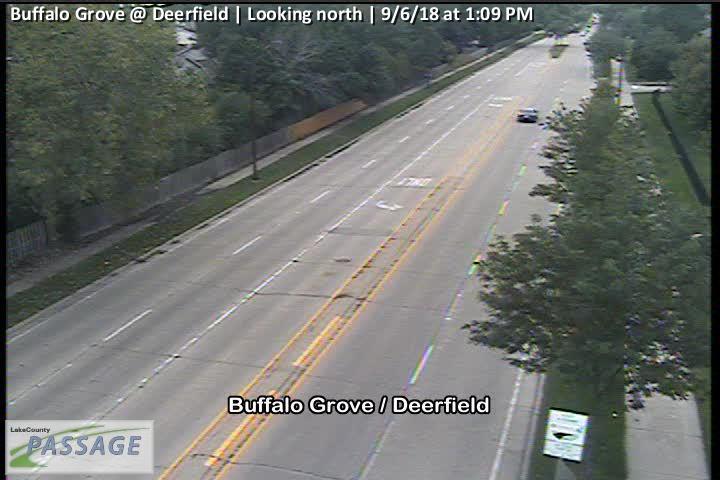 Buffalo Grove @ Deerfield | Looking north | 9/6/18 at 1:09 PM
Buffalo Grove / Deerfield
LakeCounty
PASSAGE